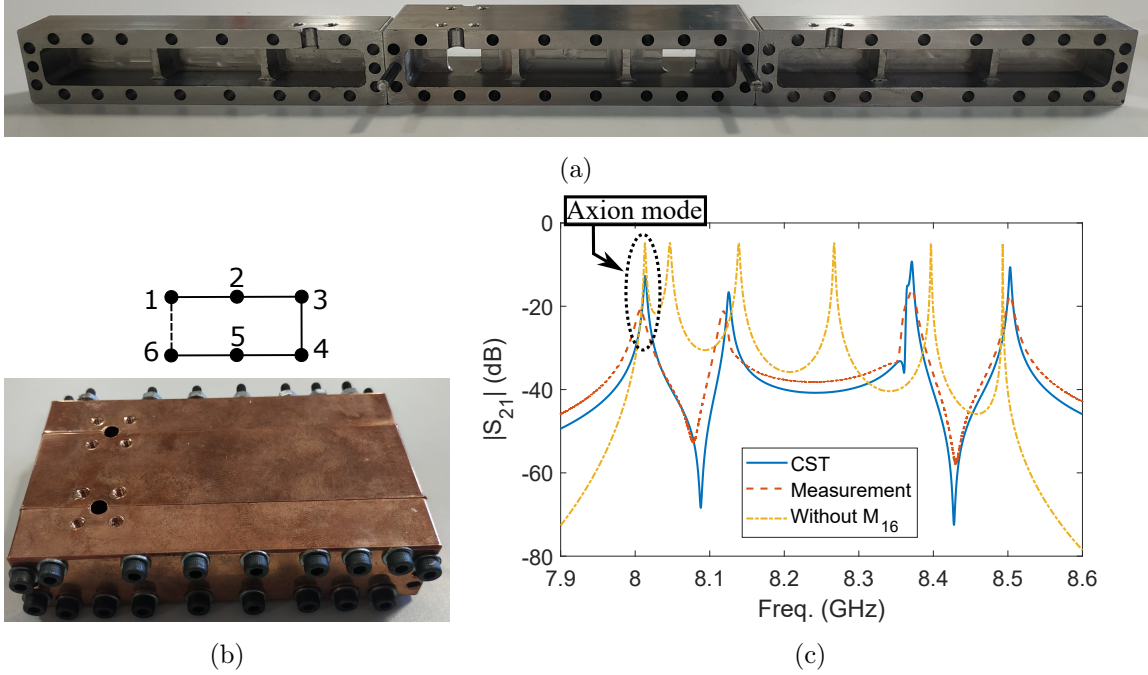 (a)
Axion mode
1 2 3
6 5 4
(b)
0
-20
-40
-60
-80
|S21| (dB)
CST
Measurement
Without M16
7.9 8 8.1 8.2 8.3 8.4 8.5 8.6
Freq. (GHz)
(c)